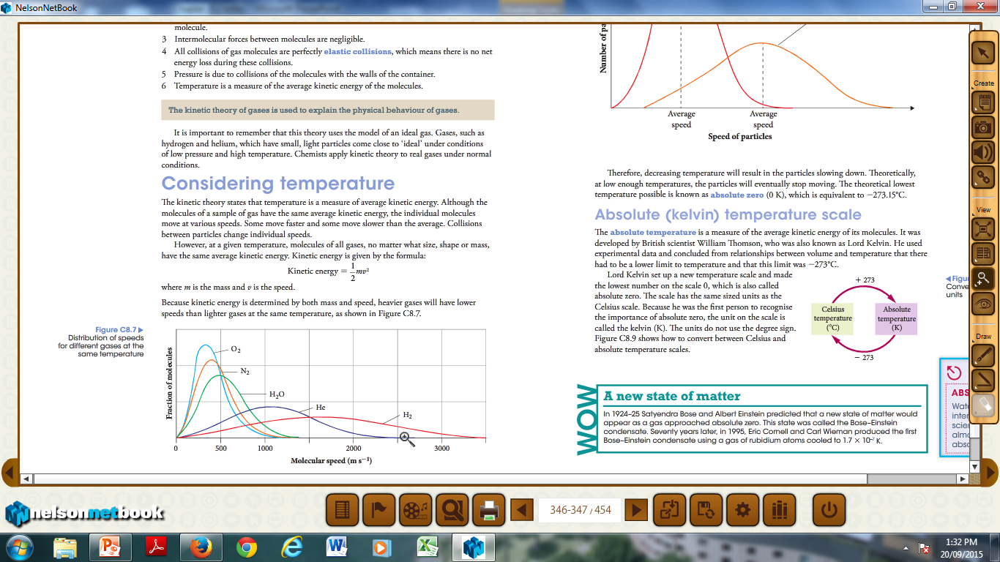 NelsonNetBook
molecule.
3 Intermolecular forces between molecules are negligible.
4 All collisions of gas molecules are perfectly elastic collisions, which means there is no net
energy loss during these collisions.
5 Pressure is due to collisions of the molecules with the walls of the container.
6 Temperature is a measure of the average kinetic energy of the molecules.
The kinetic theory of gases is used to explain the physical behaviour of gases.
It is important to remember that this theory uses the model of an ideal gas. Gases, such as
hydrogen and helium, which have small, light particles come close to ‘ideal’ under conditions
of low pressure and high temperature. Chemists apply kinetic theory to real gases under normal
conditions.
Considering temperature
The kinetic theory states that temperature is a measure of average kinetic energy. Although the
molecules of a sample of gas have the same average kinetic energy, the individual molecules
move at various speeds. Some move faster and some move slower than the average. Collisions
between particles change individual speeds.
However, at a given temperature, molecules of all gases, no matter what size, shape or mass,
have the same average kinetic energy. Kinetic energy is given by the formula:
Kinetic energy = 1/2 mv²
where m is the mass and v is the speed.
Because kinetic energy is determined by both mass and speed, heavier gases will have lower
speeds than lighter gases at the same temperature, as shown in Figure C8.7.
Figure C8.7 ▶
Distribution of speeds
for different gases at the
same temperature
Fraction of molecules
O₂
N₂
H₂O
He
H₂
0 500 1000 2000 3000
Molecular speed (m s⁻¹)
Number of pa
Average speed
Average speed
Speed of particles
Therefore, decreasing temperature will result in the particles slowing down. Theoretically,
at low enough temperatures, the particles will eventually stop moving. The theoretical lowest
temperature possible is known as absolute zero (0 K), which is equivalent to −273.15°C.
Absolute (kelvin) temperature scale
The absolute temperature is a measure of the average kinetic energy of its molecules. It was
developed by British scientist William Thomson, who was also known as Lord Kelvin. He used
experimental data and concluded from relationships between volume and temperature that there
had to be a lower limit to temperature and that this limit was −273°C.
Lord Kelvin set up a new temperature scale and made
the lowest number on the scale 0, which is also called
absolute zero. The scale has the same sized units as the
Celsius scale. Because he was the first person to recognise
the importance of absolute zero, the unit on the scale is
called the kelvin (K). The units do not use the degree sign.
Figure C8.9 shows how to convert between Celsius and
absolute temperature scales.
+ 273
Celsius
temperature
(°C)
Absolute
temperature
(K)
− 273
◀ Figu
Conve
units
WOW
A new state of matter
In 1924–25 Satyendra Bose and Albert Einstein predicted that a new state of matter would
appear as a gas approached absolute zero. This state was called the Bose–Einstein
condensate. Seventy years later, in 1995, Eric Cornell and Carl Wieman produced the first
Bose–Einstein condensate using a gas of rubidium atoms cooled to 1.7 × 10⁻⁷ K.
ABS
Wate
inter
scier
almo
abso
Create
View
Draw
nelsonnetbook
346-347 / 454
1:32 PM
20/09/2015